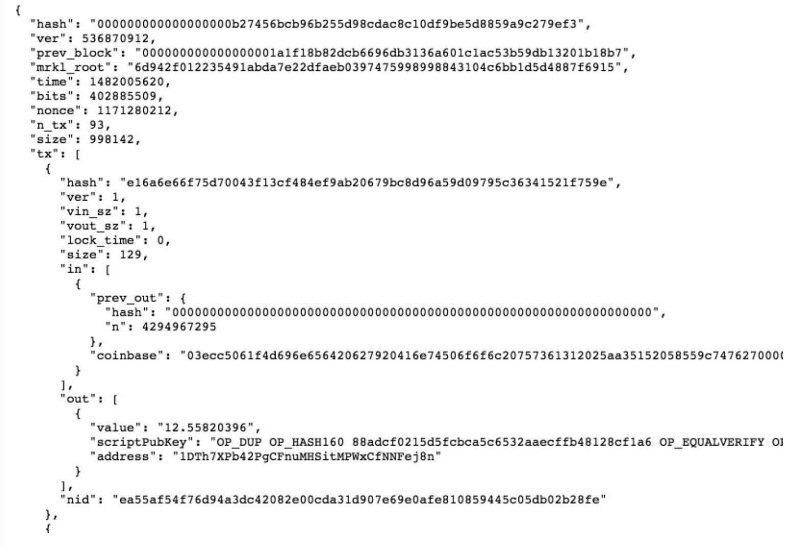 {
"hash": "000000000000000000b27456bcb96b255d98cdac8c10df9be5d8859a9c279ef3",
"ver": 536870912,
"prev_block": "000000000000000001a1f18b82dcb6696db3136a601c1ac53b59db13201b18b7",
"mrkl_root": "6d942f012235491abda7e22dfaeb0397475998998843104c6bb1d5d4887f6915",
"time": 1482005620,
"bits": 402885509,
"nonce": 1171280212,
"n_tx": 93,
"size": 998142,
"tx": [
{
"hash": "e16a6e66f75d70043f13cf484ef9ab20679bc8d96a59d09795c36341521f759e",
"ver": 1,
"vin_sz": 1,
"vout_sz": 1,
"lock_time": 0,
"size": 129,
"in": [
{
"prev_out": {
"hash": "0000000000000000000000000000000000000000000000000000000000000000",
"n": 4294967295
},
"coinbase": "03ecc5061f4d696e656420627920416e74506f6f6c20757361312025aa35152058559c7476270000
}
],
"out": [
{
"value": "12.55820396",
"scriptPubKey": "OP_DUP OP_HASH160 88adcf0215d5fcbca5c6532aaecffb48128cf1a6 OP_EQUALVERIFY
"address": "1DTh7XPb42PgCFnuMHSitMPWxCfNNFej8n"
}
],
"nid": "ea55af54f76d94a3dc42082e00cda31d907e69e0afe810859445c05db02b28fe"
},
{